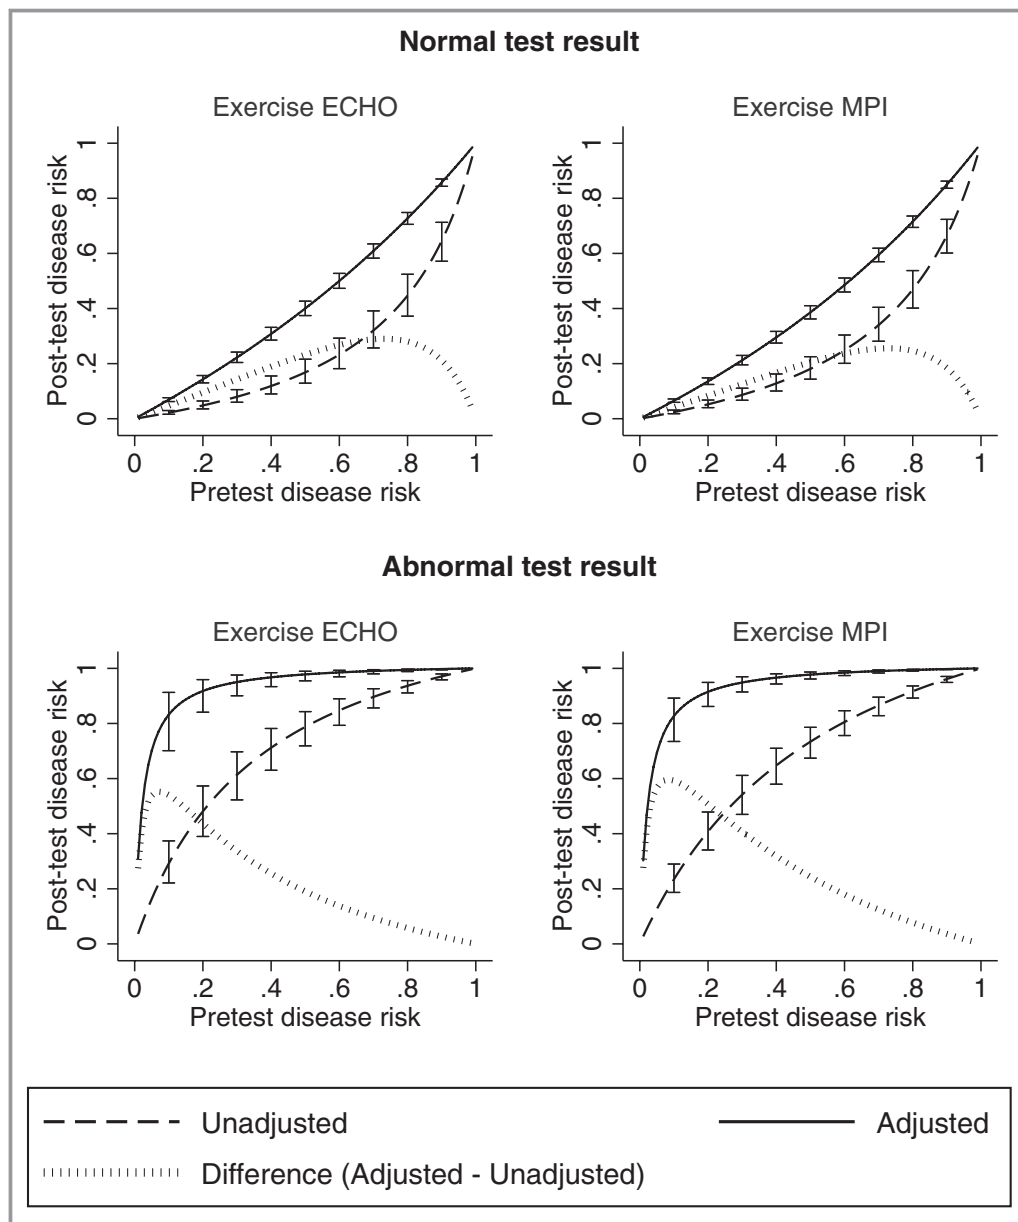 Normal test result
Exercise ECHO
Post-test disease risk
0 .2 .4 .6 .8 1
0 .2 .4 .6 .8 1
Pretest disease risk
Exercise MPI
Post-test disease risk
0 .2 .4 .6 .8 1
0 .2 .4 .6 .8 1
Pretest disease risk
Abnormal test result
Exercise ECHO
Post-test disease risk
0 .2 .4 .6 .8 1
0 .2 .4 .6 .8 1
Pretest disease risk
Exercise MPI
Post-test disease risk
0 .2 .4 .6 .8 1
0 .2 .4 .6 .8 1
Pretest disease risk
Unadjusted
Adjusted
Difference (Adjusted - Unadjusted)